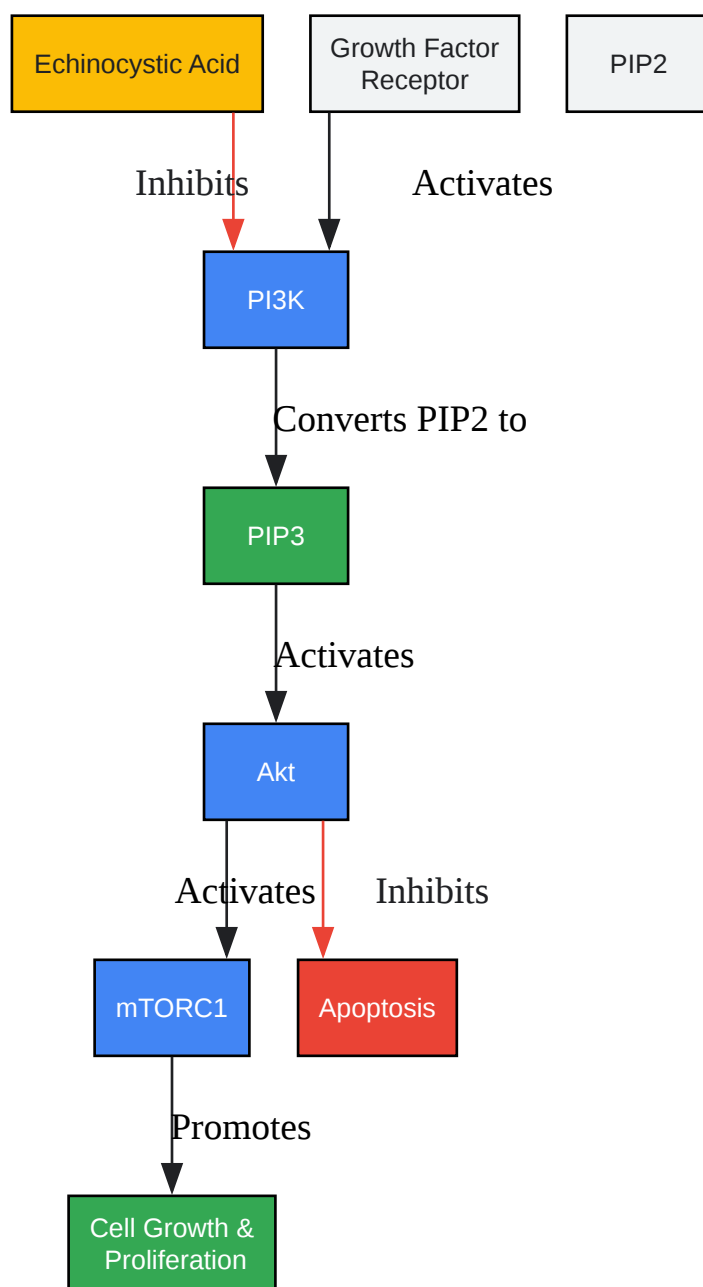 Echinocystic Acid
Growth Factor
Receptor
PIP2
Inhibits
Activates
PI3K
Converts PIP2 to
PIP3
Activates
Akt
Activates
Inhibits
mTORC1
Apoptosis
Promotes
Cell Growth &
Proliferation